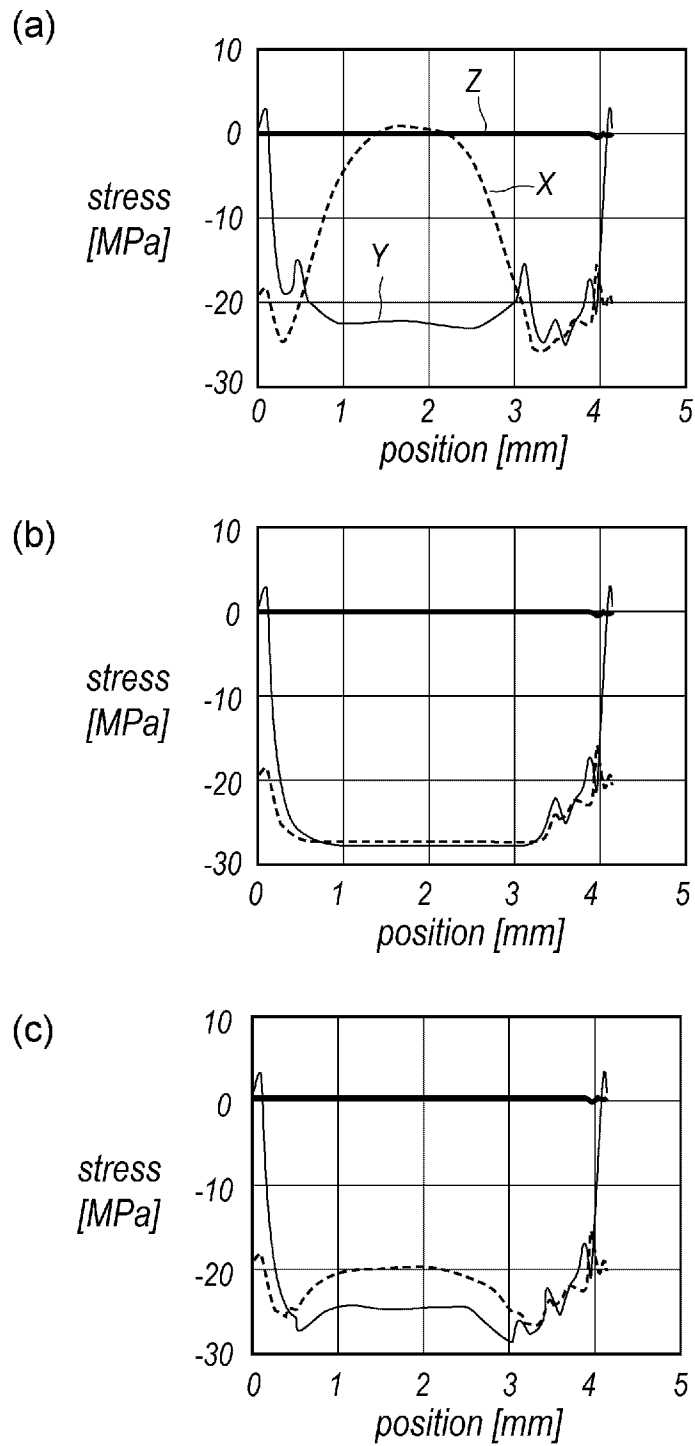 (a)
10
0
-10
-20
-30
stress
[MPa]
Z
X
Y
0 1 2 3 4 5
position [mm]
(b)
10
0
-10
-20
-30
stress
[MPa]
0 1 2 3 4 5
position [mm]
(c)
10
0
-10
-20
-30
stress
[MPa]
0 1 2 3 4 5
position [mm]